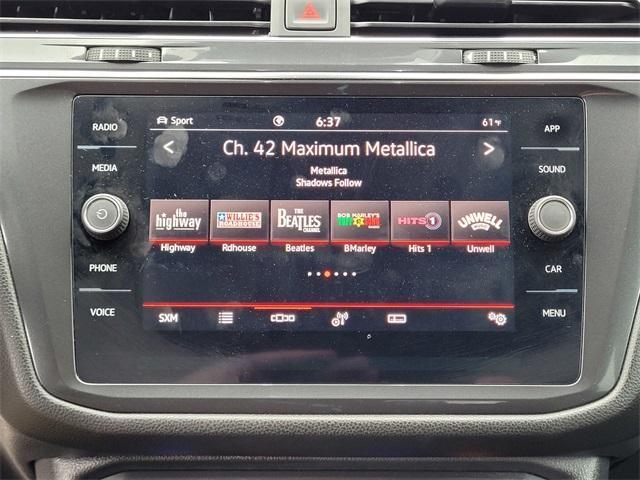 Sport 6:37 61°F
RADIO APP
< Ch. 42 Maximum Metallica >
MEDIA SOUND
Metallica
Shadows Follow
the highway WILLIE'S ROADHOUSE THE BEATLES CHANNEL BOB MARLEY'S HITS 1 UNWELL
Highway Rdhouse Beatles BMarley Hits 1 Unwell
PHONE CAR
VOICE MENU
SXM